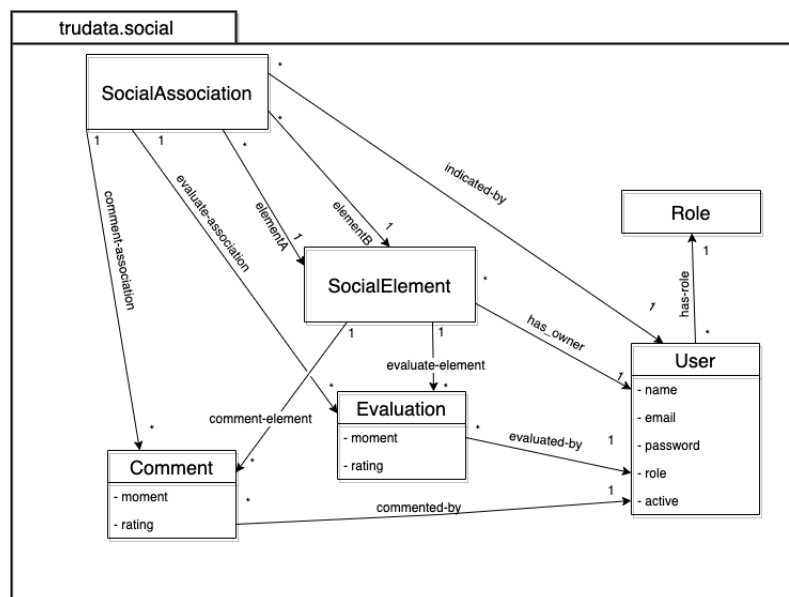 trudata.social
SocialAssociation
*
*
1
1
*
indicated-by
comment-association
evaluate-association
elementA
1
elementB
1
Role
1
has-role
*
SocialElement
*
1
1
has_owner
1
1
evaluate-element
User
- name
- email
- password
- role
- active
*
*
comment-element
Evaluation
- moment
- rating
*
evaluated-by
1
*
*
Comment
- moment
- rating
*
commented-by
1